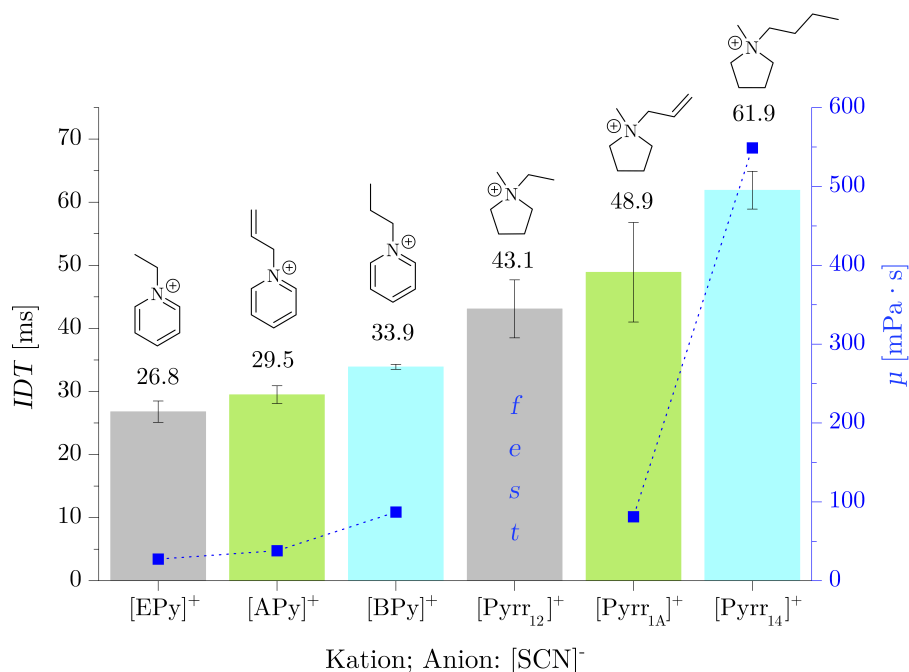 N ⊕
61.9
N ⊕
48.9
N ⊕
43.1
N ⊕
33.9
N ⊕
29.5
N ⊕
26.8
IDT [ms]
70
60
50
40
30
20
10
0
f
e
s
t
600
500
400
300
200
100
0
μ [mPa · s]
[EPy]⁺ [APy]⁺ [BPy]⁺ [Pyrr₁₂]⁺ [Pyrr₁A]⁺ [Pyrr₁₄]⁺
Kation; Anion: [SCN]⁻